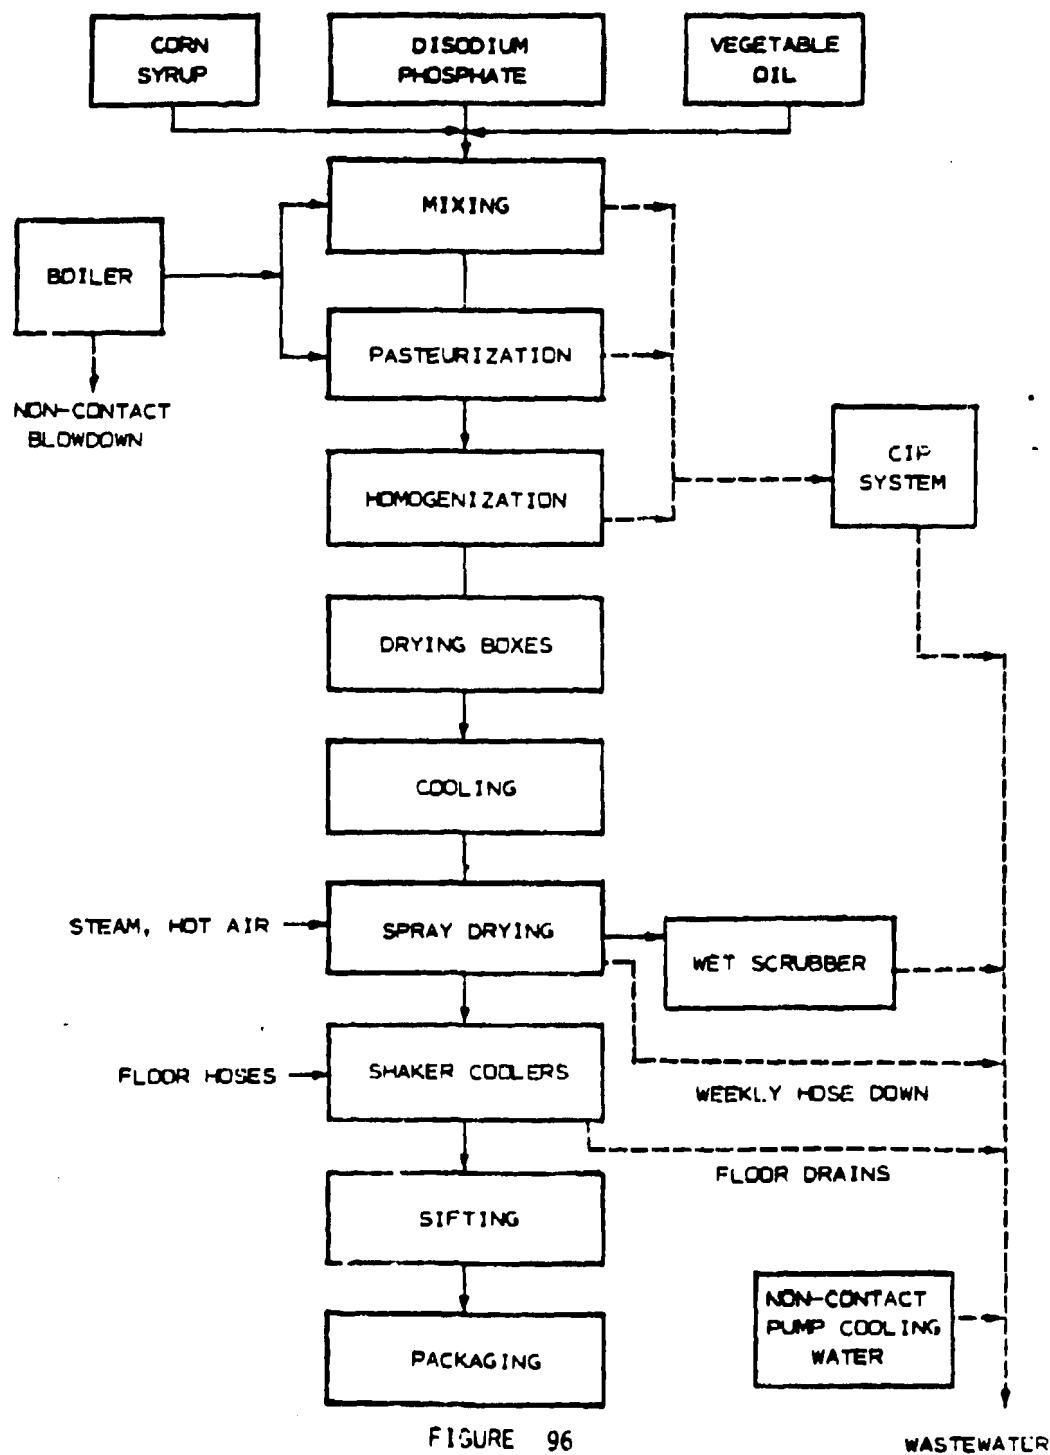 CORN
SYRUP
DISODIUM
PHOSPHATE
VEGETABLE
OIL
MIXING
BOILER
PASTEURIZATION
NON-CONTACT
BLOWDOWN
CIP
SYSTEM
HOMOGENIZATION
DRYING BOXES
COOLING
STEAM, HOT AIR
SPRAY DRYING
WET SCRUBBER
FLOOR HOSES
SHAKER COOLERS
WEEKLY HOSE DOWN
FLOOR DRAINS
SIFTING
NON-CONTACT
PUMP COOLING
WATER
PACKAGING
FIGURE 96
WASTEWATER